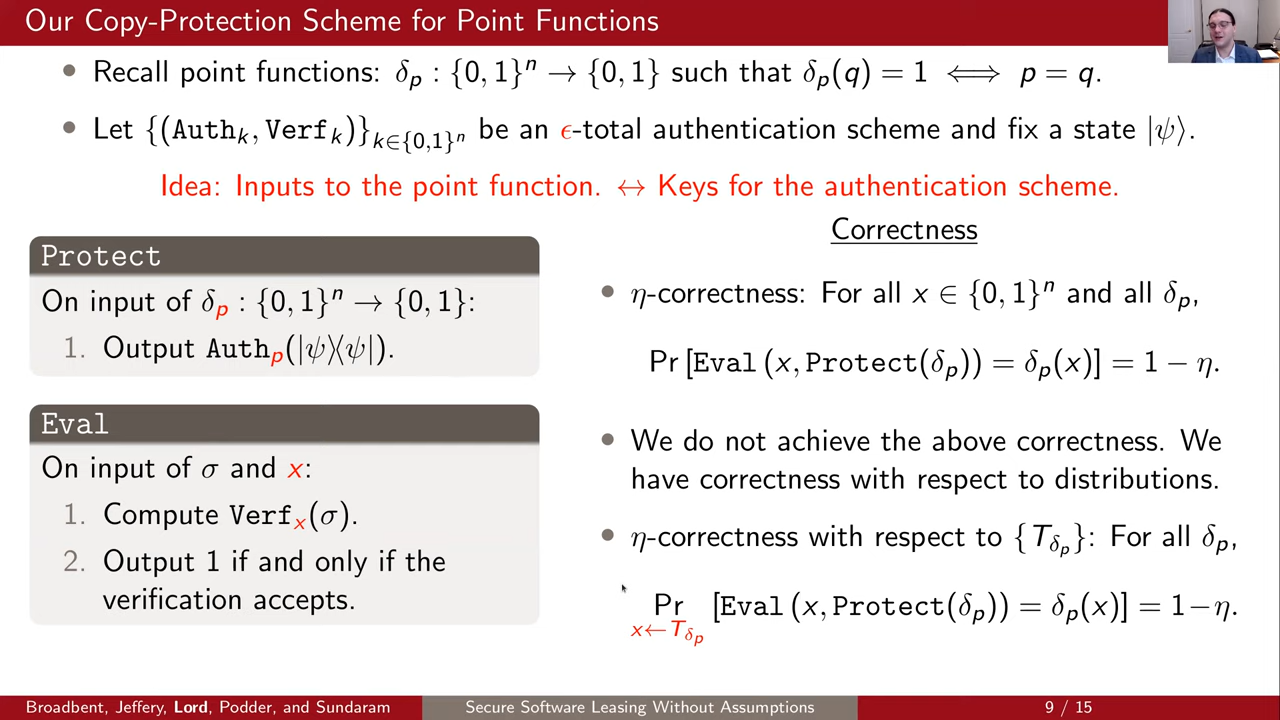 Our Copy-Protection Scheme for Point Functions
• Recall point functions: δ_p : {0, 1}^n → {0, 1} such that δ_p(q) = 1 ⟺ p = q.
• Let {(Auth_k, Verf_k)}_{k∈{0,1}^n} be an ϵ-total authentication scheme and fix a state |ψ⟩.
Idea: Inputs to the point function. ↔ Keys for the authentication scheme.
Protect
On input of δ_p : {0, 1}^n → {0, 1}:
1. Output Auth_p(|ψ⟩⟨ψ|).
Eval
On input of σ and x:
1. Compute Verf_x(σ).
2. Output 1 if and only if the
verification accepts.
Correctness
• η-correctness: For all x ∈ {0, 1}^n and all δ_p,
Pr [Eval (x, Protect(δ_p)) = δ_p(x)] = 1 − η.
• We do not achieve the above correctness. We
have correctness with respect to distributions.
• η-correctness with respect to {T_{δ_p}}: For all δ_p,
Pr_{x←T_{δ_p}} [Eval (x, Protect(δ_p)) = δ_p(x)] = 1−η.
Broadbent, Jeffery, Lord, Podder, and Sundaram
Secure Software Leasing Without Assumptions
9 / 15